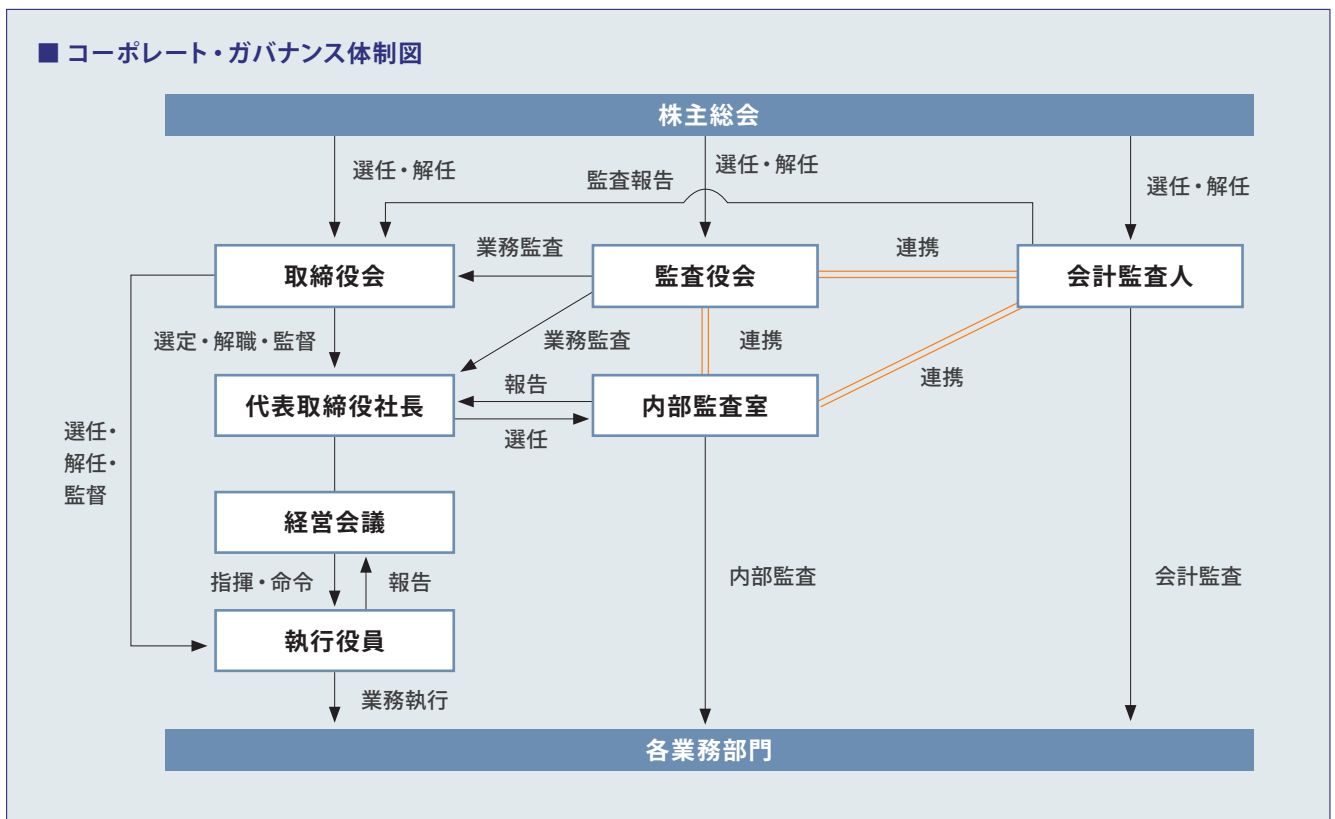 ■ コーポレート・ガバナンス体制図
株主総会
選任・解任
選任・解任
選任・解任
監査報告
取締役会
業務監査
監査役会
連携
会計監査人
選定・解職・監督
業務監査
連携
連携
代表取締役社長
報告
選任
内部監査室
選任・
解任・
監督
経営会議
指揮・命令
報告
内部監査
会計監査
執行役員
業務執行
各業務部門